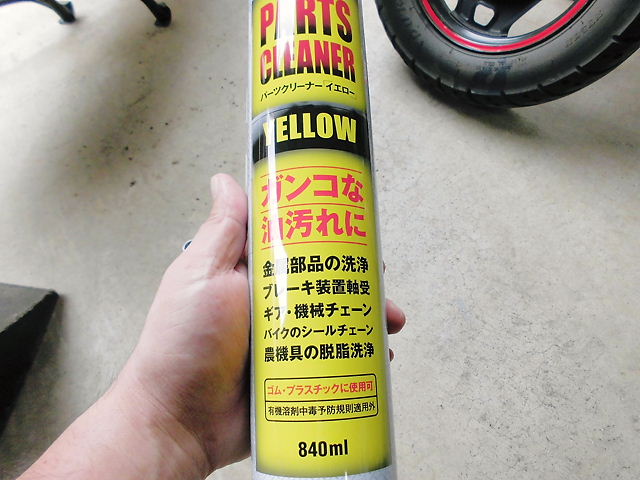 PARTS
CLEANER
パーツクリーナーイエロー
YELLOW
ガンコな
油汚れに
金属部品の洗浄
ブレーキ装置軸受
ギア・機械チェーン
バイクのシールチェーン
農機具の脱脂洗浄
ゴム・プラスチックに使用可
有機溶剤中毒予防規則適用外
840ml